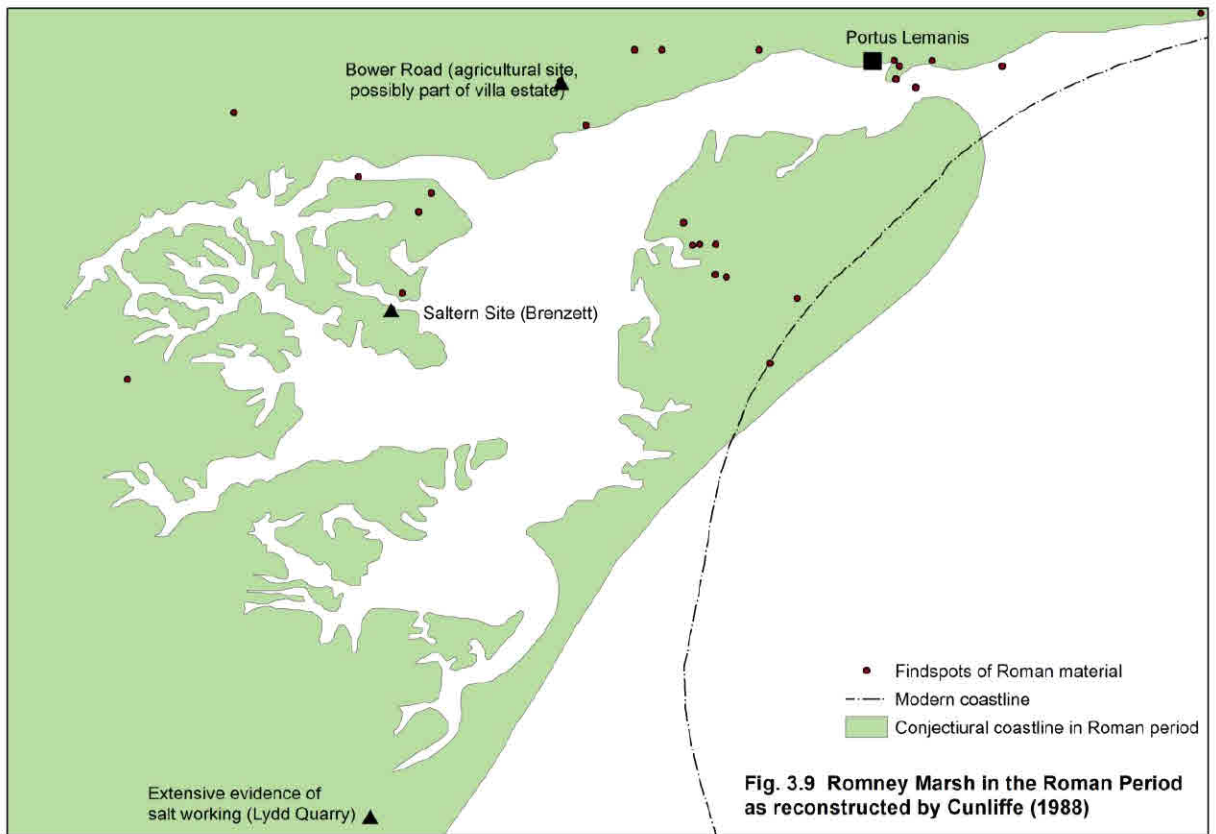 Portus Lemanis
Bower Road (agricultural site,
possibly part of villa estate)
Saltern Site (Brenzett)
Findspots of Roman material
Modern coastline
Conjectiural coastline in Roman period
Fig. 3.9 Romney Marsh in the Roman Period
as reconstructed by Cunliffe (1988)
Extensive evidence of
salt working (Lydd Quarry)